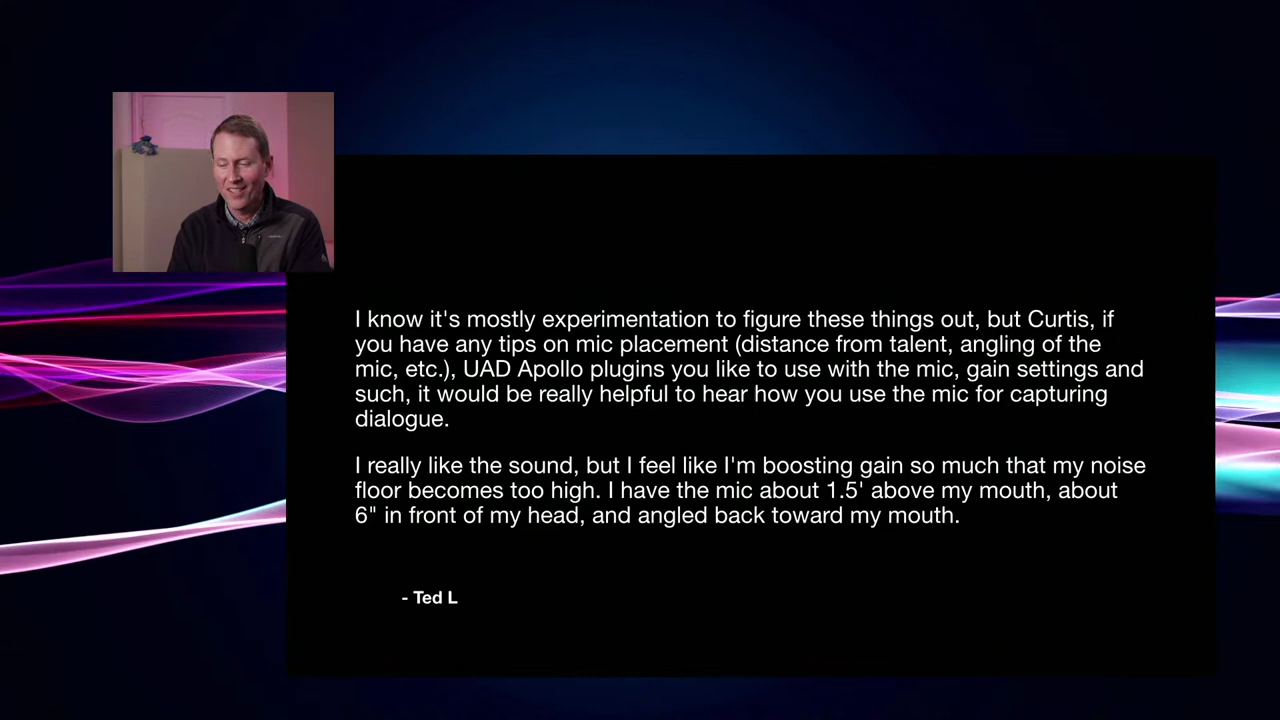 I know it's mostly experimentation to figure these things out, but Curtis, if
you have any tips on mic placement (distance from talent, angling of the
mic, etc.), UAD Apollo plugins you like to use with the mic, gain settings and
such, it would be really helpful to hear how you use the mic for capturing
dialogue.
I really like the sound, but I feel like I'm boosting gain so much that my noise
floor becomes too high. I have the mic about 1.5' above my mouth, about
6" in front of my head, and angled back toward my mouth.
- Ted L